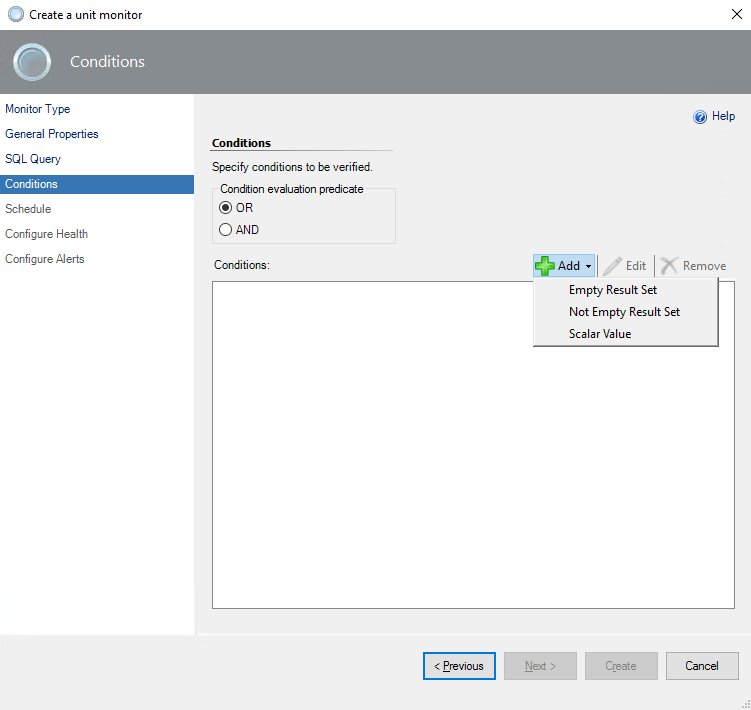 Create a unit monitor
Conditions
Monitor Type
General Properties
SQL Query
Conditions
Schedule
Configure Health
Configure Alerts
Help
Conditions
Specify conditions to be verified.
Condition evaluation predicate
OR
AND
Conditions:
Add Edit Remove
Empty Result Set
Not Empty Result Set
Scalar Value
< Previous Next > Create Cancel